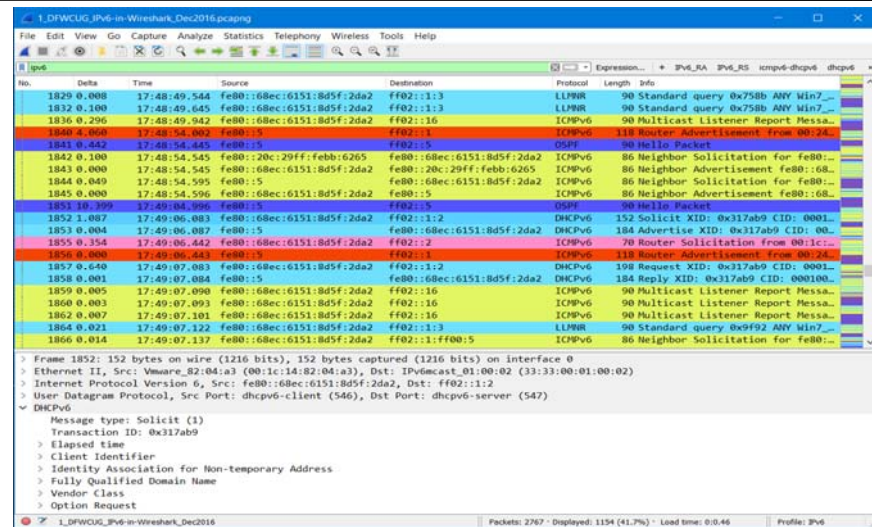 1_DFWCUG_IPv6-in-Wireshark_Dec2016.pcapng
File Edit View Go Capture Analyze Statistics Telephony Wireless Tools Help
ipv6 Expression... + IPv6_RA IPv6_RS icmpv6-dhcpv6 dhcpv6
No. Delta Time Source Destination Protocol Length Info
1829 0.008 17:48:49.544 fe80::68ec:6151:8d5f:2da2 ff02::1:3 LLMNR 90 Standard query 0x758b ANY Win7_…
1832 0.100 17:48:49.645 fe80::68ec:6151:8d5f:2da2 ff02::1:3 LLMNR 90 Standard query 0x758b ANY Win7_…
1836 0.296 17:48:49.942 fe80::68ec:6151:8d5f:2da2 ff02::16 ICMPv6 90 Multicast Listener Report Messa…
1840 4.060 17:48:54.002 fe80::5 ff02::1 ICMPv6 118 Router Advertisement from 00:24…
1841 0.442 17:48:54.445 fe80::5 ff02::5 OSPF 90 Hello Packet
1842 0.100 17:48:54.545 fe80::20c:29ff:febb:6265 fe80::68ec:6151:8d5f:2da2 ICMPv6 86 Neighbor Solicitation for fe80:…
1843 0.000 17:48:54.545 fe80::68ec:6151:8d5f:2da2 fe80::20c:29ff:febb:6265 ICMPv6 86 Neighbor Advertisement fe80::68…
1844 0.049 17:48:54.595 fe80::5 fe80::68ec:6151:8d5f:2da2 ICMPv6 86 Neighbor Solicitation for fe80:…
1845 0.000 17:48:54.596 fe80::68ec:6151:8d5f:2da2 fe80::5 ICMPv6 86 Neighbor Advertisement fe80::68…
1851 10.399 17:49:04.996 fe80::5 ff02::5 OSPF 90 Hello Packet
1852 1.087 17:49:06.083 fe80::68ec:6151:8d5f:2da2 ff02::1:2 DHCPv6 152 Solicit XID: 0x317ab9 CID: 0001…
1853 0.004 17:49:06.087 fe80::5 fe80::68ec:6151:8d5f:2da2 DHCPv6 184 Advertise XID: 0x317ab9 CID: 00…
1855 0.354 17:49:06.442 fe80::68ec:6151:8d5f:2da2 ff02::2 ICMPv6 70 Router Solicitation from 00:1c:…
1856 0.000 17:49:06.443 fe80::5 ff02::1 ICMPv6 118 Router Advertisement from 00:24…
1857 0.640 17:49:07.083 fe80::68ec:6151:8d5f:2da2 ff02::1:2 DHCPv6 198 Request XID: 0x317ab9 CID: 0001…
1858 0.001 17:49:07.084 fe80::5 fe80::68ec:6151:8d5f:2da2 DHCPv6 184 Reply XID: 0x317ab9 CID: 000100…
1859 0.005 17:49:07.090 fe80::68ec:6151:8d5f:2da2 ff02::16 ICMPv6 90 Multicast Listener Report Messa…
1860 0.003 17:49:07.093 fe80::68ec:6151:8d5f:2da2 ff02::16 ICMPv6 90 Multicast Listener Report Messa…
1862 0.007 17:49:07.101 fe80::68ec:6151:8d5f:2da2 ff02::16 ICMPv6 90 Multicast Listener Report Messa…
1864 0.021 17:49:07.122 fe80::68ec:6151:8d5f:2da2 ff02::1:3 LLMNR 90 Standard query 0x9f92 ANY Win7_…
1866 0.014 17:49:07.137 fe80::68ec:6151:8d5f:2da2 ff02::1:ff00:5 ICMPv6 86 Neighbor Solicitation for fe80:…
> Frame 1852: 152 bytes on wire (1216 bits), 152 bytes captured (1216 bits) on interface 0
> Ethernet II, Src: Vmware_82:04:a3 (00:1c:14:82:04:a3), Dst: IPv6mcast_01:00:02 (33:33:00:01:00:02)
> Internet Protocol Version 6, Src: fe80::68ec:6151:8d5f:2da2, Dst: ff02::1:2
> User Datagram Protocol, Src Port: dhcpv6-client (546), Dst Port: dhcpv6-server (547)
DHCPv6
Message type: Solicit (1)
Transaction ID: 0x317ab9
> Elapsed time
> Client Identifier
> Identity Association for Non-temporary Address
> Fully Qualified Domain Name
> Vendor Class
> Option Request
1_DFWCUG_IPv6-in-Wireshark_Dec2016 Packets: 2767 · Displayed: 1154 (41.7%) · Load time: 0:0.46 Profile: IPv6